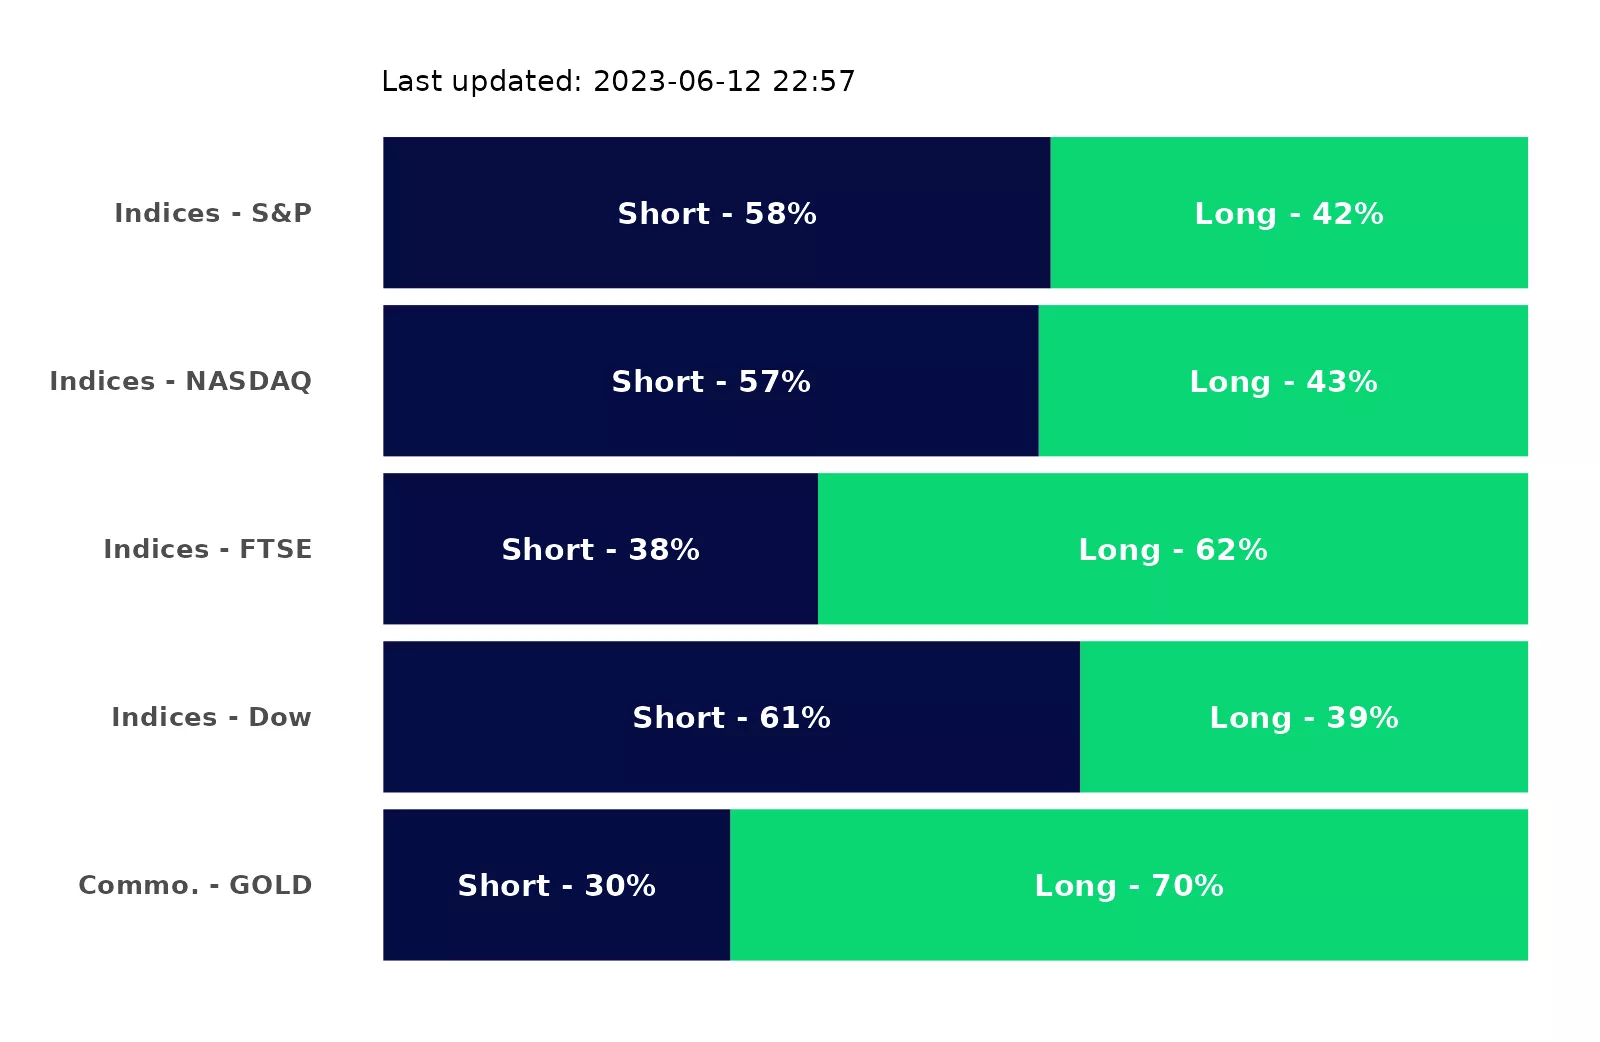 Last updated: 2023-06-12 22:57
Indices - S&P Short - 58% Long - 42%
Indices - NASDAQ Short - 57% Long - 43%
Indices - FTSE Short - 38% Long - 62%
Indices - Dow Short - 61% Long - 39%
Commo. - GOLD Short - 30% Long - 70%